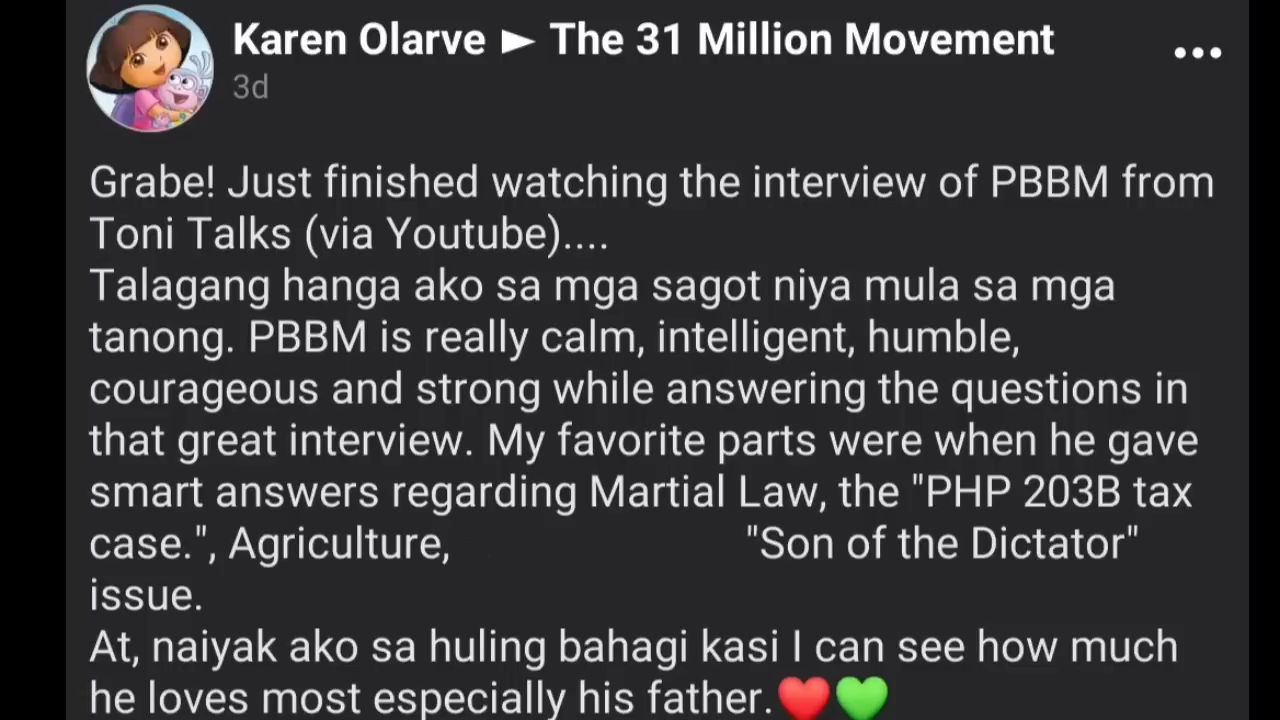 Karen Olarve ► The 31 Million Movement
3d
Grabe! Just finished watching the interview of PBBM from
Toni Talks (via Youtube)....
Talagang hanga ako sa mga sagot niya mula sa mga
tanong. PBBM is really calm, intelligent, humble,
courageous and strong while answering the questions in
that great interview. My favorite parts were when he gave
smart answers regarding Martial Law, the "PHP 203B tax
case.", Agriculture, "Son of the Dictator"
issue.
At, naiyak ako sa huling bahagi kasi I can see how much
he loves most especially his father.❤️💚